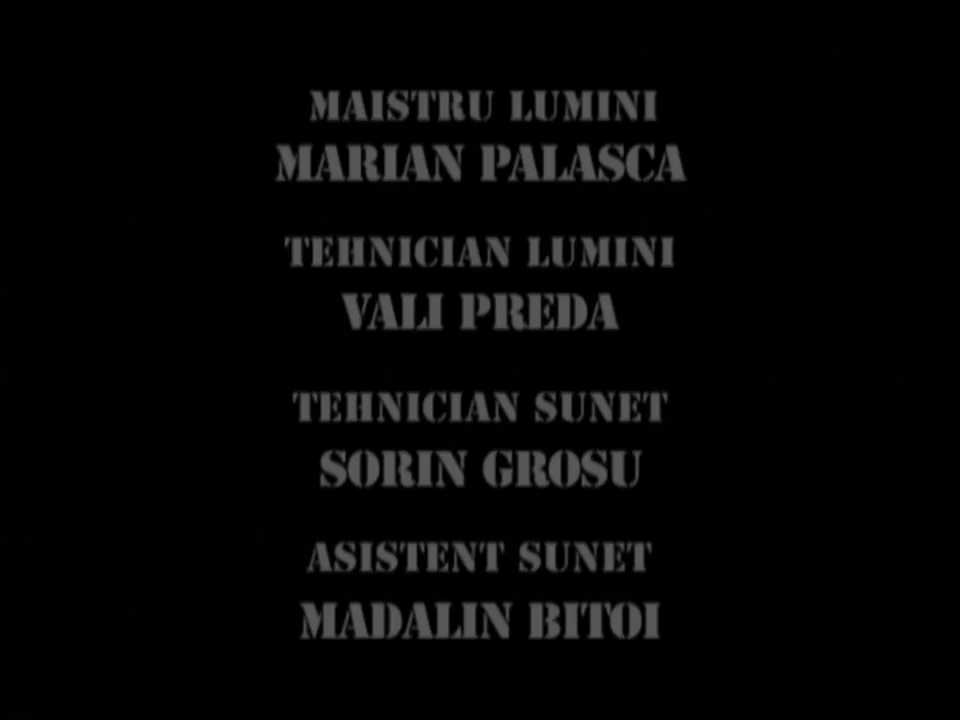 MAISTRU LUMINI
MARIAN PALASCA
TEHNICIAN LUMINI
VALI PREDA
TEHNICIAN SUNET
SORIN GROSU
ASISTENT SUNET
MADALIN BITOI